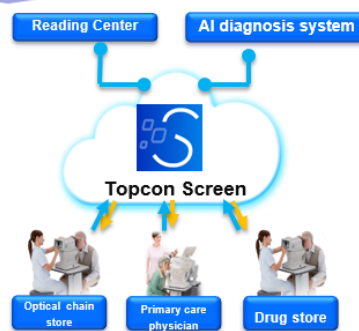 Reading Center
AI diagnosis system
S
Topcon Screen
Optical chain
store
Primary care
physician
Drug store